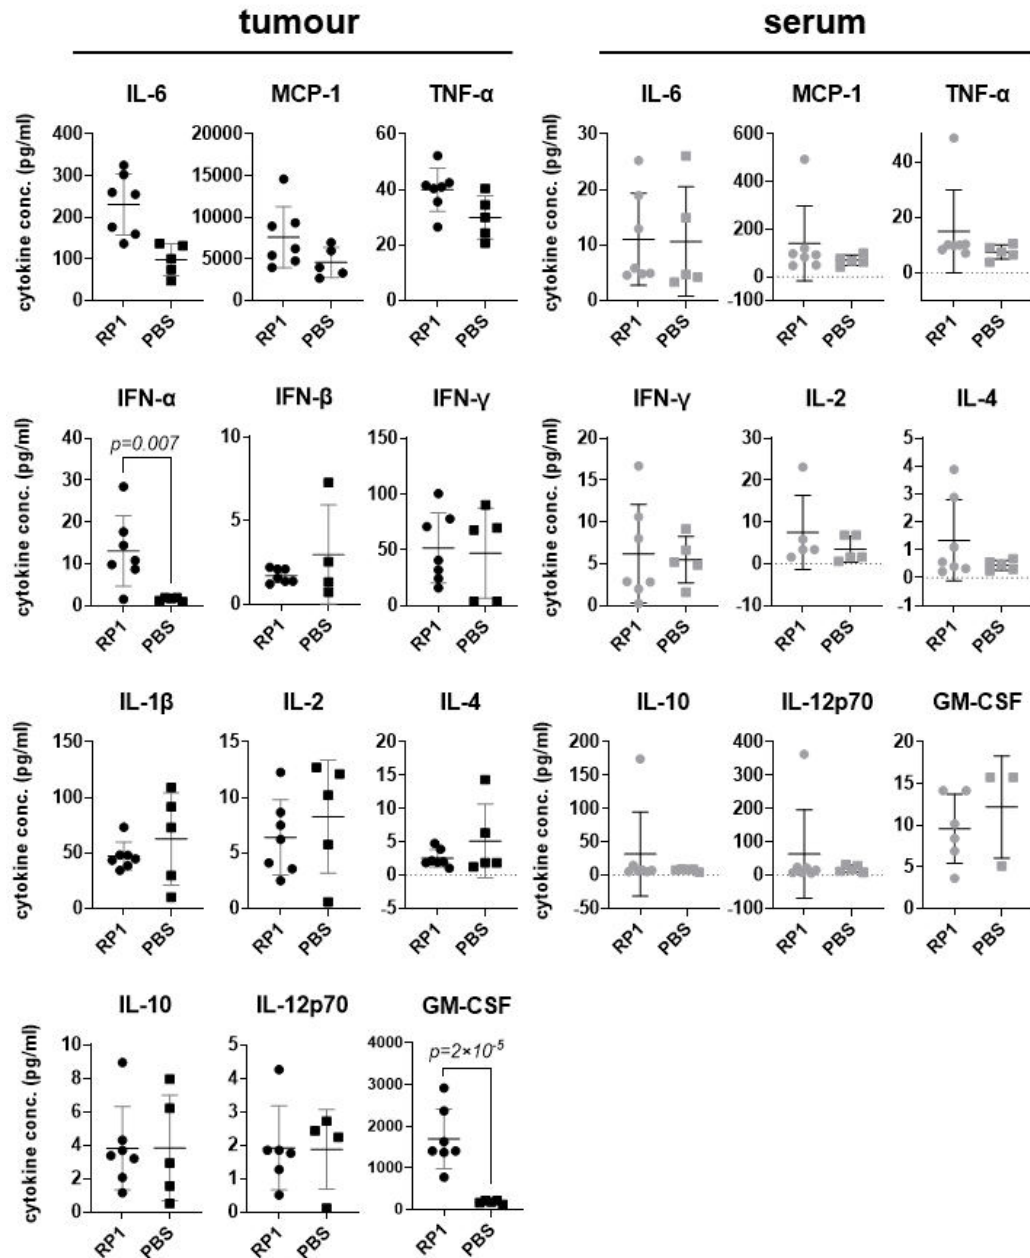 tumour serum
IL-6 MCP-1 TNF-α IL-6 MCP-1 TNF-α
cytokine conc. (pg/ml)
400
300
200
100
0
RP1 PBS
20000
15000
10000
5000
0
RP1 PBS
60
40
20
0
RP1 PBS
cytokine conc. (pg/ml)
30
20
10
0
RP1 PBS
600
400
200
0
-100
RP1 PBS
40
20
0
RP1 PBS
IFN-α IFN-β IFN-γ IFN-γ IL-2 IL-4
cytokine conc. (pg/ml)
40
30
20
10
0
p=0.007
RP1 PBS
10
5
0
RP1 PBS
150
100
50
0
RP1 PBS
cytokine conc. (pg/ml)
20
15
10
5
0
RP1 PBS
30
20
10
0
-10
RP1 PBS
5
4
3
2
1
0
-1
RP1 PBS
IL-1β IL-2 IL-4 IL-10 IL-12p70 GM-CSF
cytokine conc. (pg/ml)
150
100
50
0
RP1 PBS
15
10
5
0
RP1 PBS
20
15
10
5
0
-5
RP1 PBS
cytokine conc. (pg/ml)
200
150
100
50
0
-50
RP1 PBS
400
300
200
100
0
-100
RP1 PBS
20
15
10
5
0
RP1 PBS
IL-10 IL-12p70 GM-CSF
cytokine conc. (pg/ml)
10
8
6
4
2
0
RP1 PBS
5
4
3
2
1
0
RP1 PBS
4000
3000
2000
1000
0
p=2×10⁻⁵
RP1 PBS